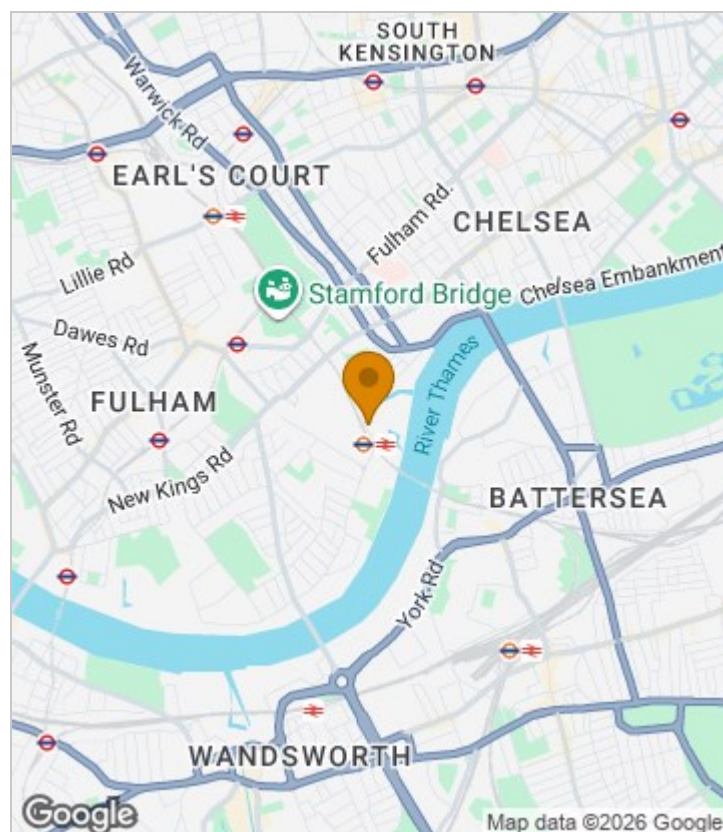 SOUTH
KENSINGTON
Warwick Rd
EARL'S COURT
Fulham Rd.
CHELSEA
Lillie Rd
Chelsea Embankment
Stamford Bridge
Dawes Rd
Munster Rd
River Thames
FULHAM
New Kings Rd
BATTERSEA
York Rd
WANDSWORTH
Google
Map data ©2026 Google